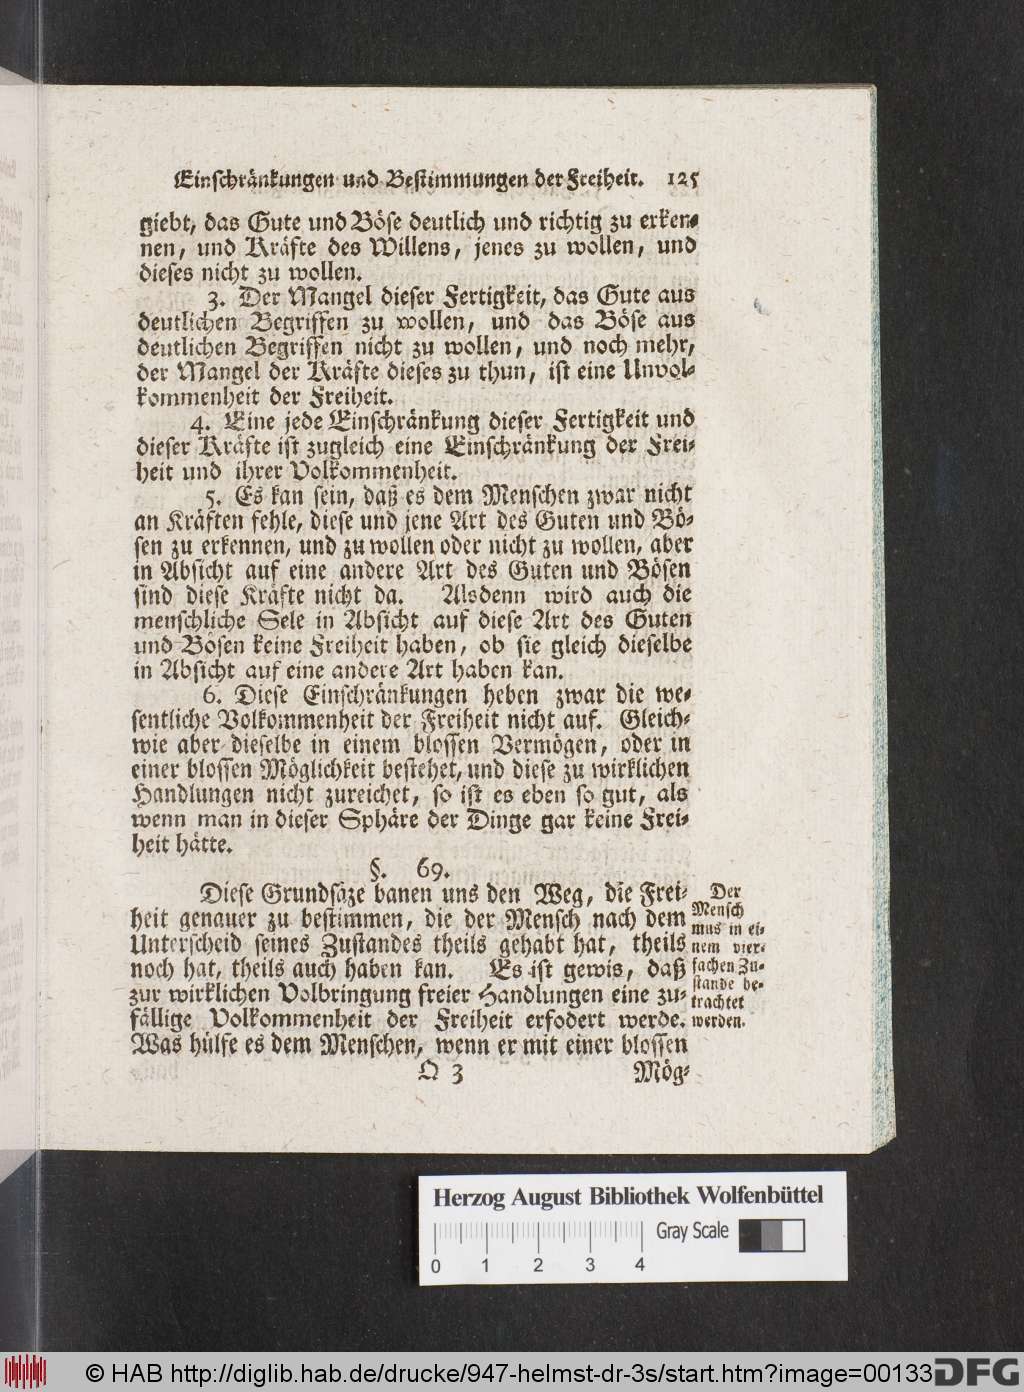 Einschränkungen und Bestimmungen der Freiheit. 125
giebt, das Gute und Böse deutlich und richtig zu erken-
nen, und Kräfte des Willens, jenes zu wollen, und
dieses nicht zu wollen.
3. Der Mangel dieser Fertigkeit, das Gute aus
deutlichen Begriffen zu wollen, und das Böse aus
deutlichen Begriffen nicht zu wollen, und noch mehr,
der Mangel der Kräfte dieses zu thun, ist eine Unvol-
kommenheit der Freiheit.
4. Eine jede Einschränkung dieser Fertigkeit und
dieser Kräfte ist zugleich eine Einschränkung der Frei-
heit und ihrer Volkommenheit.
5. Es kan sein, daß es dem Menschen zwar nicht
an Kräften fehle, diese und jene Art des Guten und Bö-
sen zu erkennen, und zu wollen oder nicht zu wollen, aber
in Absicht auf eine andere Art des Guten und Bösen
sind diese Kräfte nicht da. Alsdenn wird auch die
menschliche Sele in Absicht auf diese Art des Guten
und Bösen keine Freiheit haben, ob sie gleich dieselbe
in Absicht auf eine andere Art haben kan.
6. Diese Einschränkungen heben zwar die we-
sentliche Volkommenheit der Freiheit nicht auf. Gleich-
wie aber dieselbe in einem blossen Vermögen, oder in
einer blossen Möglichkeit bestehet, und diese zu wirklichen
Handlungen nicht zureichet, so ist es eben so gut, als
wenn man in dieser Sphäre der Dinge gar keine Frei-
heit hätte.
§. 69.
Diese Grundsäze banen uns den Weg, die Frei-
heit genauer zu bestimmen, die der Mensch nach dem
Unterscheid seines Zustandes theils gehabt hat, theils
noch hat, theils auch haben kan. Es ist gewis, daß
zur wirklichen Volbringung freier Handlungen eine zu-
fällige Volkommenheit der Freiheit erfodert werde.
Was hülfe es dem Menschen, wenn er mit einer blossen
Der
Mensch
mus in ei-
nem vier-
fachen Zu-
stande be-
trachtet
werden.
Q 3 Mög-
Herzog August Bibliothek Wolfenbüttel
Gray Scale
0 1 2 3 4
© HAB http://diglib.hab.de/drucke/947-helmst-dr-3s/start.htm?image=00133
DFG